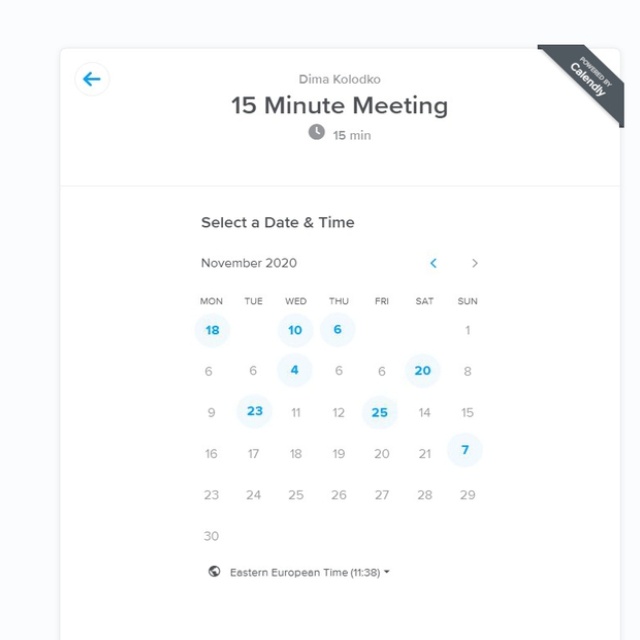 POWERED BY
Calendly
Dima Kolodko
15 Minute Meeting
15 min
Select a Date & Time
November 2020
MON TUE WED THU FRI SAT SUN
18 10 6 1
6 6 4 6 6 20 8
9 23 11 12 25 14 15
16 17 18 19 20 21 7
23 24 25 26 27 28 29
30
Eastern European Time (11:38)